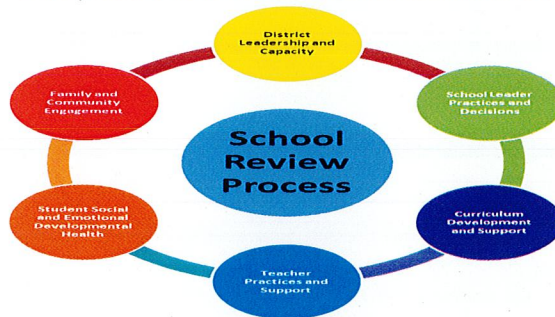 District
Leadership and
Capacity
School Leader
Practices and
Decisions
Curriculum
Development
and Support
Teacher
Practices and
Support
Student Social
and Emotional
Developmental
Health
Family and
Community
Engagement
School
Review
Process